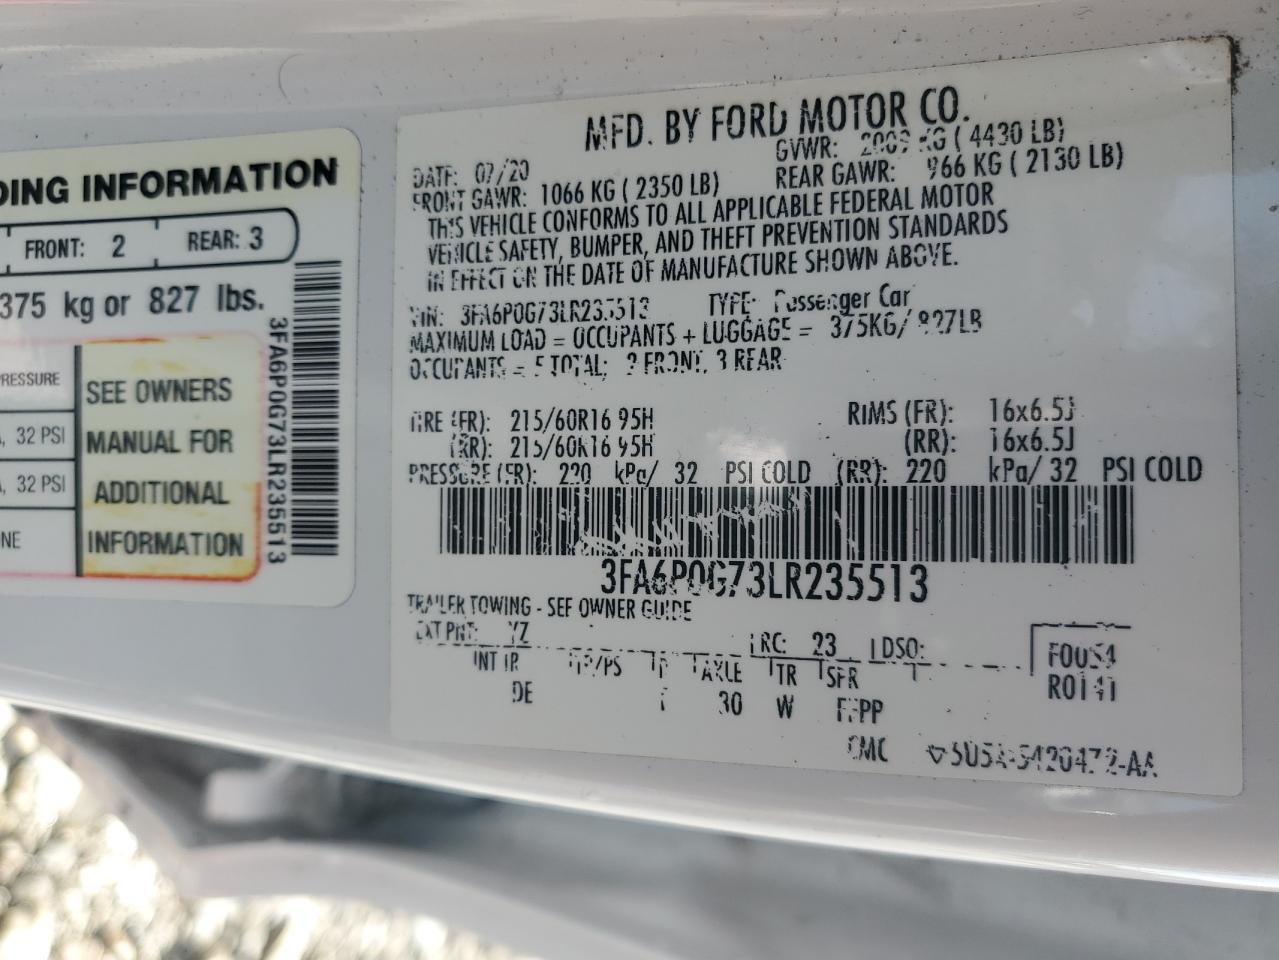 DING INFORMATION
FRONT: 2 REAR: 3
375 kg or 827 lbs.
PRESSURE
32 PSI
32 PSI
SEE OWNERS
MANUAL FOR
ADDITIONAL
INFORMATION
3FA6P0G73LR235513
MFD. BY FORD MOTOR CO.
DATE: 07/20 GVWR: KG ( 4430 LB)
FRONT GAWR: 1066 KG ( 2350 LB) REAR GAWR: 966 KG ( 2130 LB)
THIS VEHICLE CONFORMS TO ALL APPLICABLE FEDERAL MOTOR
VEHICLE SAFETY, BUMPER, AND THEFT PREVENTION STANDARDS
IN EFFECT ON THE DATE OF MANUFACTURE SHOWN ABOVE.
VIN: 3FA6P0G73LR235513 TYPE: Passenger Car
MAXIMUM LOAD = OCCUPANTS + LUGGAGE = 375KG/ 827LB
OCCUPANTS = 5 TOTAL: 2 FRONT, 3 REAR
TIRE (FR): 215/60R16 95H RIMS (FR): 16x6.5J
(RR): 215/60R16 95H (RR): 16x6.5J
PRESSURE (FR): 220 kPa/ 32 PSI COLD (RR): 220 kPa/ 32 PSI COLD
3FA6P0G73LR235513
TRAILER TOWING - SEE OWNER GUIDE
EXT PNT: YZ RC: 23 DSO: F0054
INT TR TP/PS R AXLE TR SPR R0141
DE 30 W FFPP